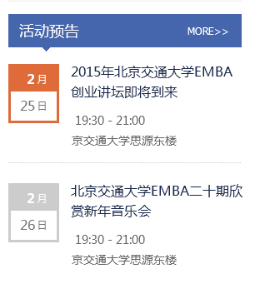 活动预告 MORE>>
2月
2015年北京交通大学EMBA
25日
创业讲坛即将到来
19:30 - 21:00
京交通大学思源东楼
2月
北京交通大学EMBA二十期欣
26日
赏新年音乐会
19:30 - 21:00
京交通大学思源东楼